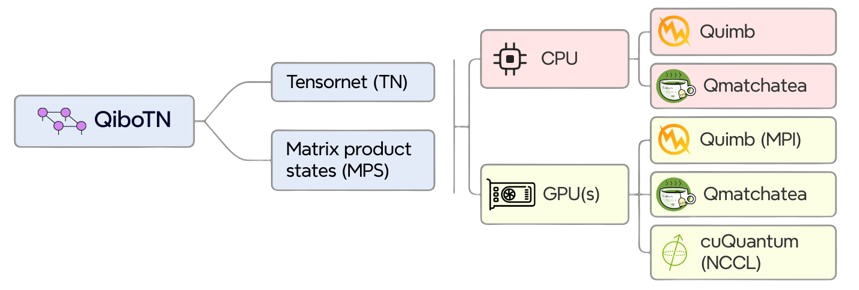 QiboTN
Tensornet (TN)
Matrix product
states (MPS)
CPU
Quimb
Qmatchatea
GPU(s)
Quimb (MPI)
Qmatchatea
cuQuantum
(NCCL)